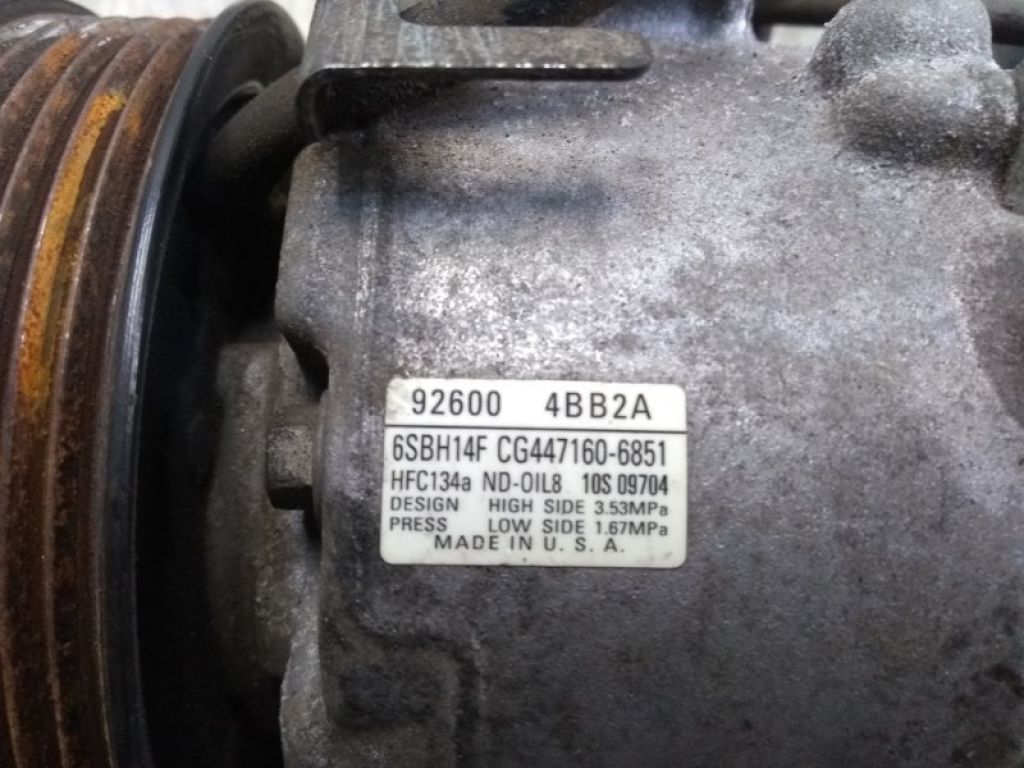 92600 4BB2A
6SBH14F CG447160-6851
HFC134a ND-OIL8 10S 09704
DESIGN HIGH SIDE 3.53MPa
PRESS LOW SIDE 1.67MPa
MADE IN U. S. A.